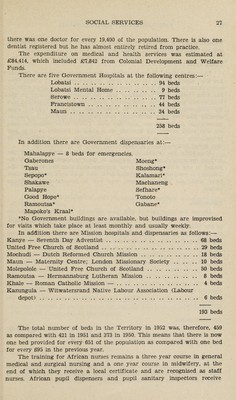 SOCIAL SERVICES 27
there was one doctor for every 19,400 of the population. There is also one
dentist registered but he has almost entirely retired from practice.
The expenditure on medical and health services was estimated at
£84,414, which included £7,842 from Colonial Development and Welfare
Funds.
There are five Government Hospitals at the following centres:—
Lobatsi .. .. .. .. .. .. .. 94 beds
Lobatsi Mental Home .. .. .. .. 9 beds
Serowe .. .. .. .. .. .. .. 77 beds
Francistown .. .. .. .. .. .. 44 beds
Maun .. .. .. .. .. .. .. 34 beds
258 beds
In addition there are Government dispensaries at:—
Mahalapye — 8 beds for emergencies.
Gaberones Moeng*
Tsau Shoshong*
Sepopo* Kalamari*
Shakawe Machaneng
Palapye Sefhare*
Good Hope* Tonoto
Ramoutsa* Gabane*
Mapoko's Kraal*
*No Government buildings are available, but buildings are improvised
for visits which take place at least monthly and usually weekly.
In addition there are Mission hospitals and dispensaries as follows:—
Kanye — Seventh Day Adventist .. .. .. .. .. .. 68 beds
United Free Church of Scotland .. .. .. .. .. .. 29 beds
Mochudi — Dutch Reformed Church Mission .. .. .. .. 18 beds
Maun — Maternity Centre; London Missionary Society .. .. 10 beds
Molepolole — United Free Church of Scotland .. .. .. 50 beds
Ramoutsa — Hermannsburg Lutheran Mission .. .. .. 8 beds
Khale — Roman Catholic Mission — .. .. .. .. .. 4 beds
Kazungula — Witwatersrand Native Labour Association (Labour
depot) .. .. .. .. .. .. .. .. 6 beds
193 beds
The total number of beds in the Territory in 1952 was, therefore, 459
as compared with 421 in 1951 and 373 in 1950. This means that there is now
one bed provided for every 651 of the population as compared with one bed
for every 895 in the previous year.
The training for African nurses remains a three year course in general
medical and surgical nursing and a one year course in midwifery, at the
end of which they receive a local certificate and are recognised as staff
nurses. African pupil dispensers and pupil sanitary inspectors receive